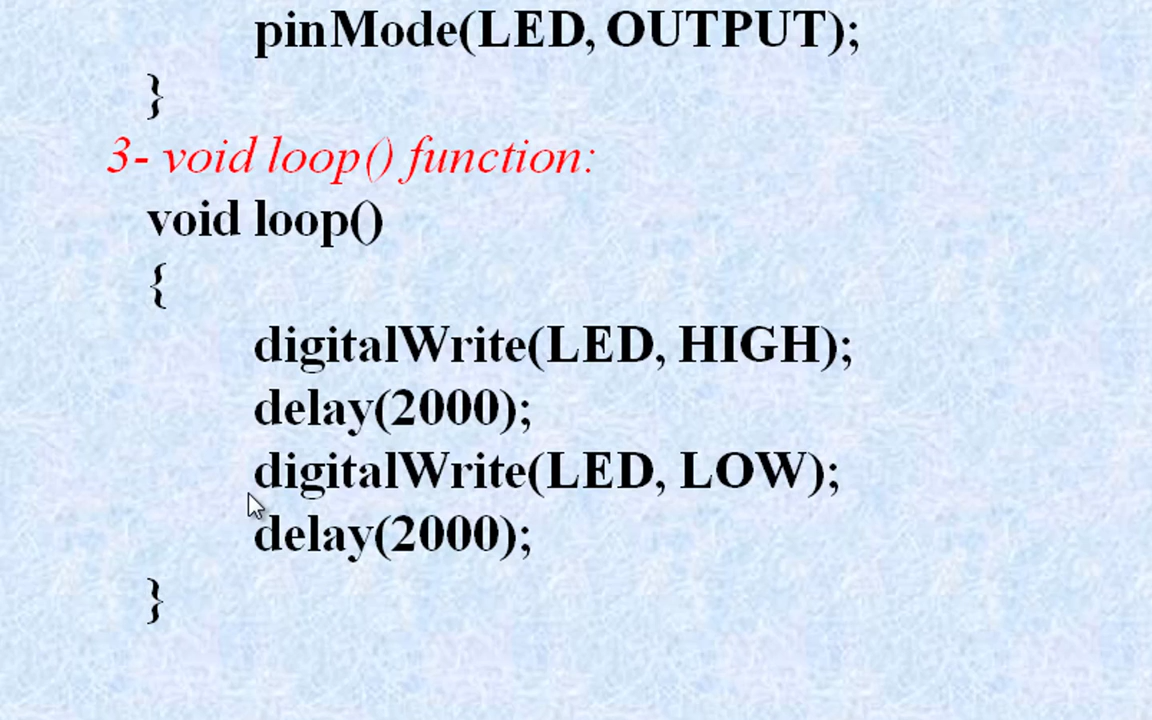 pinMode(LED, OUTPUT);
}
3- void loop() function:
void loop()
{
digitalWrite(LED, HIGH);
delay(2000);
digitalWrite(LED, LOW);
delay(2000);
}